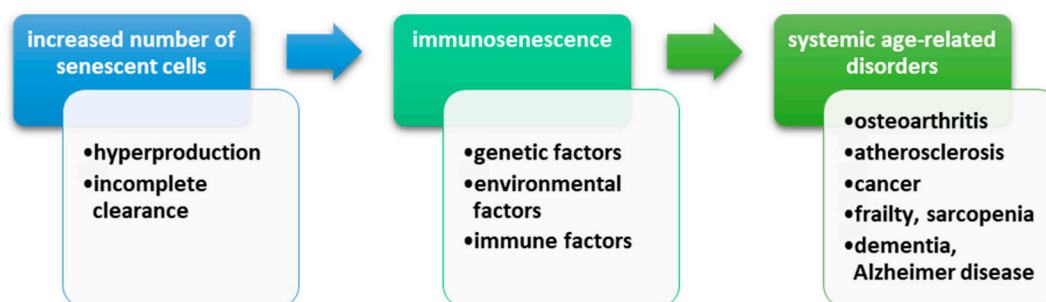 increased number of
senescent cells
•hyperproduction
•incomplete
clearance
immunosenescence
•genetic factors
•environmental
factors
•immune factors
systemic age-related
disorders
•osteoarthritis
•atherosclerosis
•cancer
•frailty, sarcopenia
•dementia,
Alzheimer disease